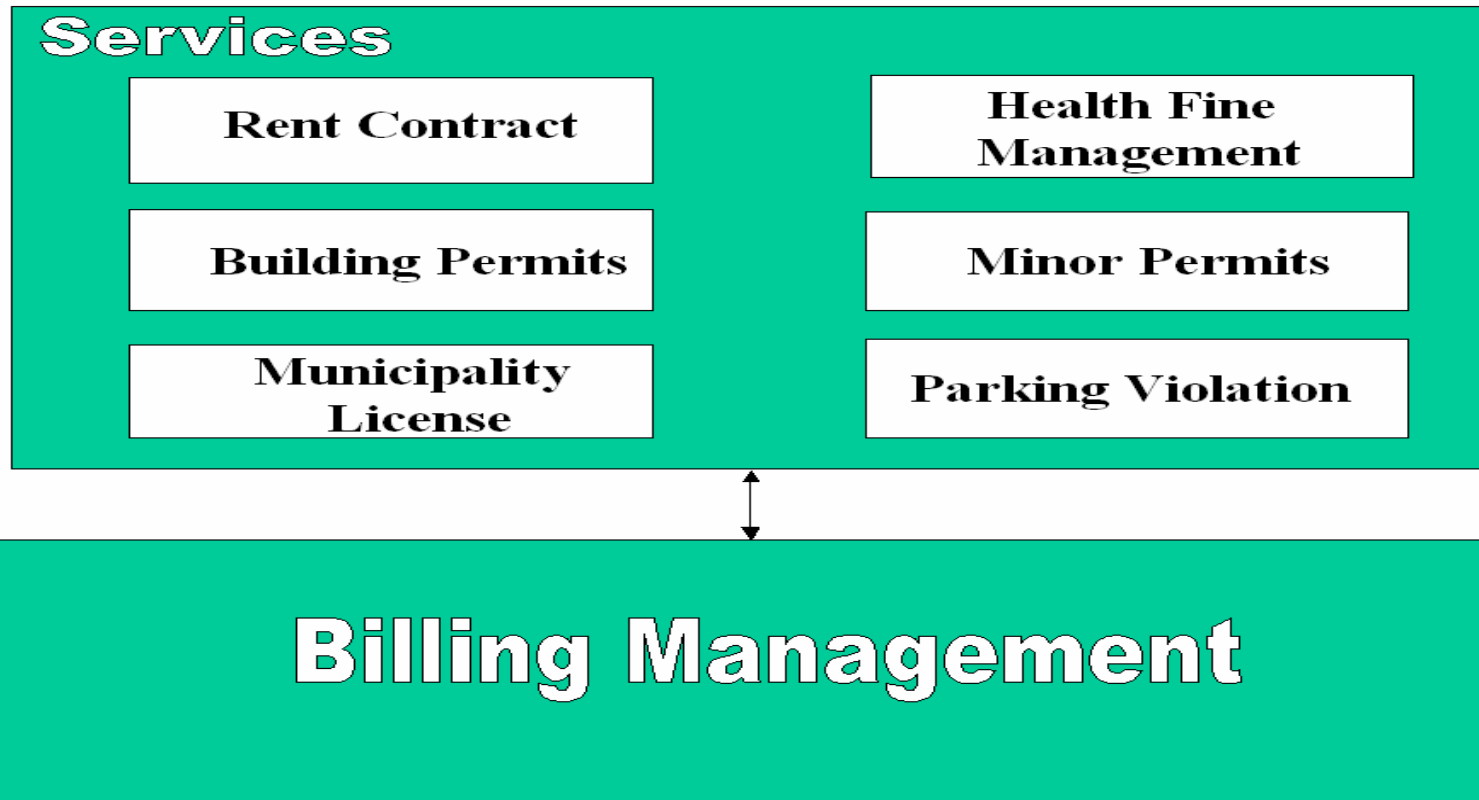 Services
Rent Contract
Health Fine
Management
Building Permits
Minor Permits
Municipality
License
Parking Violation
Billing Management